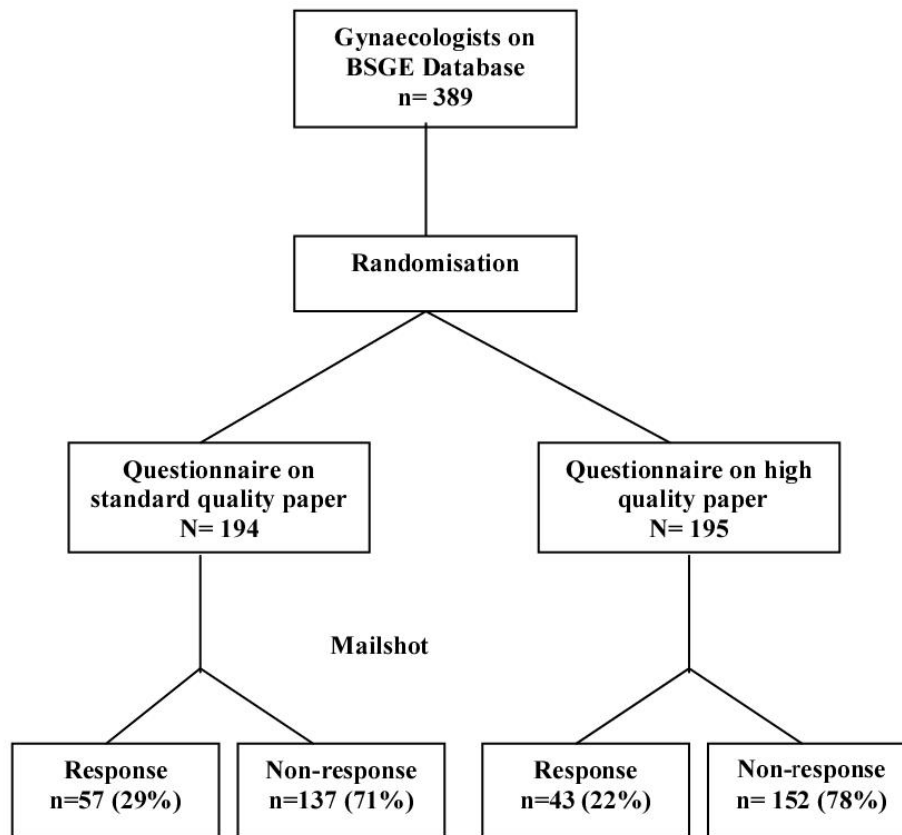 Gynaecologists on
BSGE Database
n= 389
Randomisation
Questionnaire on
standard quality paper
N= 194
Questionnaire on high
quality paper
N= 195
Mailshot
Response
n=57 (29%)
Non-response
n=137 (71%)
Response
n=43 (22%)
Non-response
n= 152 (78%)